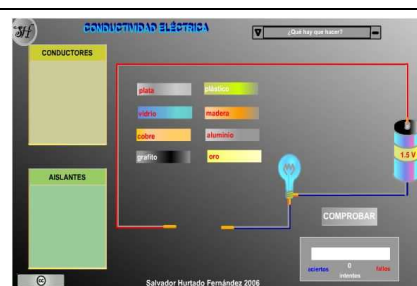 CONDUCTIVIDAD ELÉCTRICA
¿Qué hay que hacer?
CONDUCTORES
plata
plástico
vidrio
madera
cobre
aluminio
grafito
oro
1.5 V
AISLANTES
COMPROBAR
aciertos
0
intentos
fallos
cc
Salvador Hurtado Fernández 2006